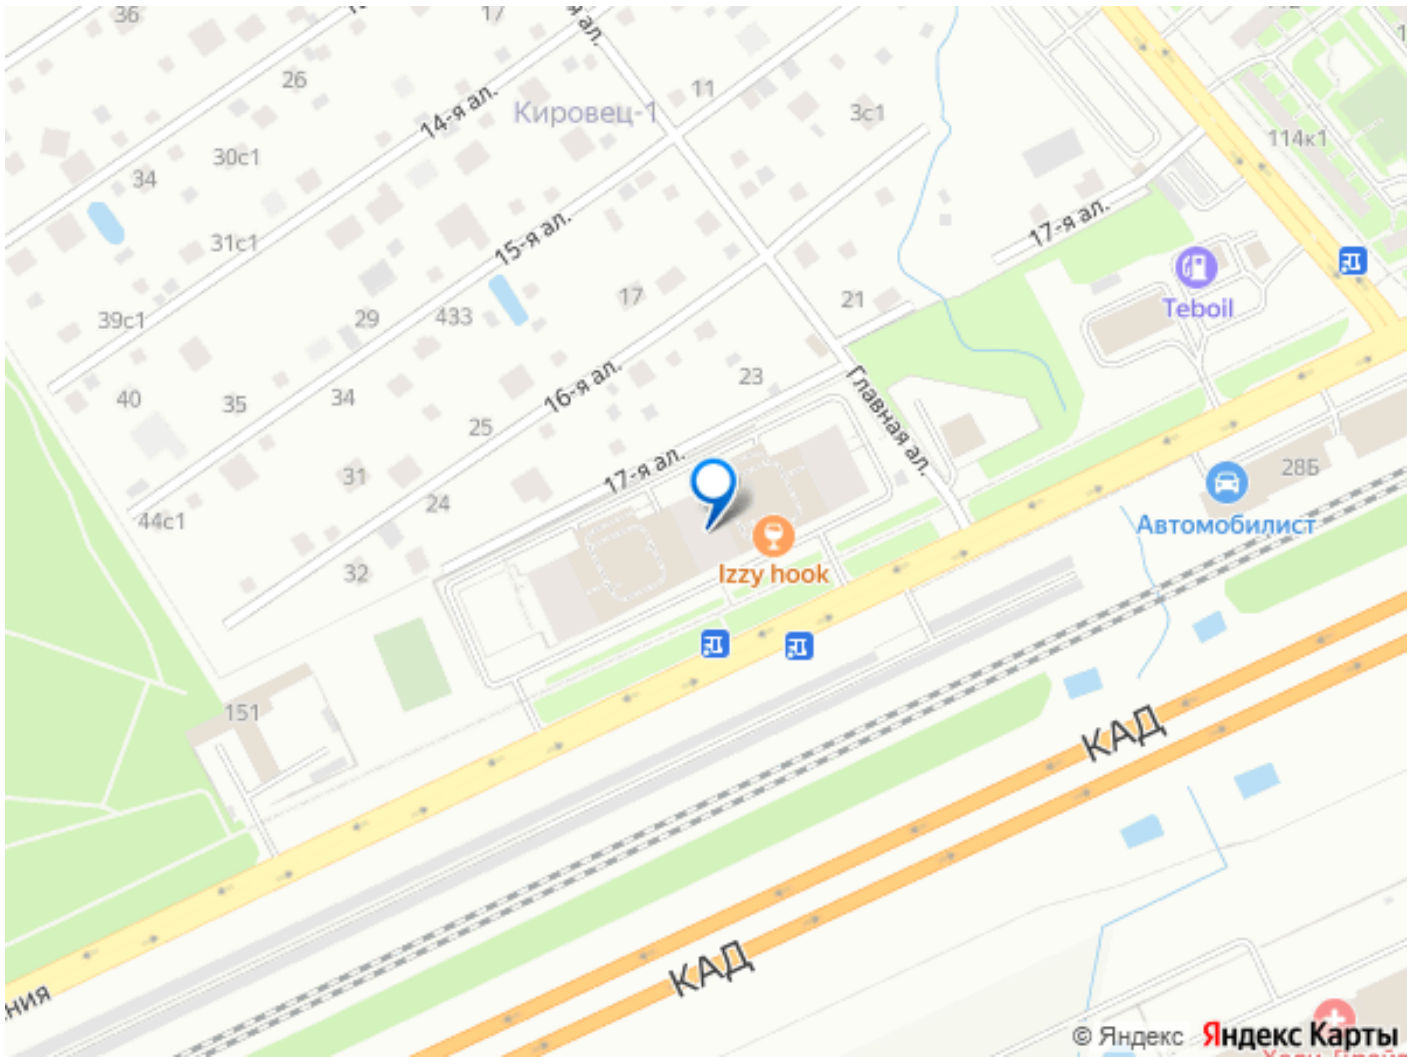 36
17
26
14-я ал.
11
Кировец-1
3с1
114к1
30с1
34
31с1
15-я ал.
17-я ал.
Teboil
17
21
39с1
29
433
40
35
34
16-я ал.
23
Главная ал.
25
31
17-я ал.
28Б
44с1
24
Автомобилист
32
Izzy hook
151
КАД
КАД
© Яндекс Яндекс Карты